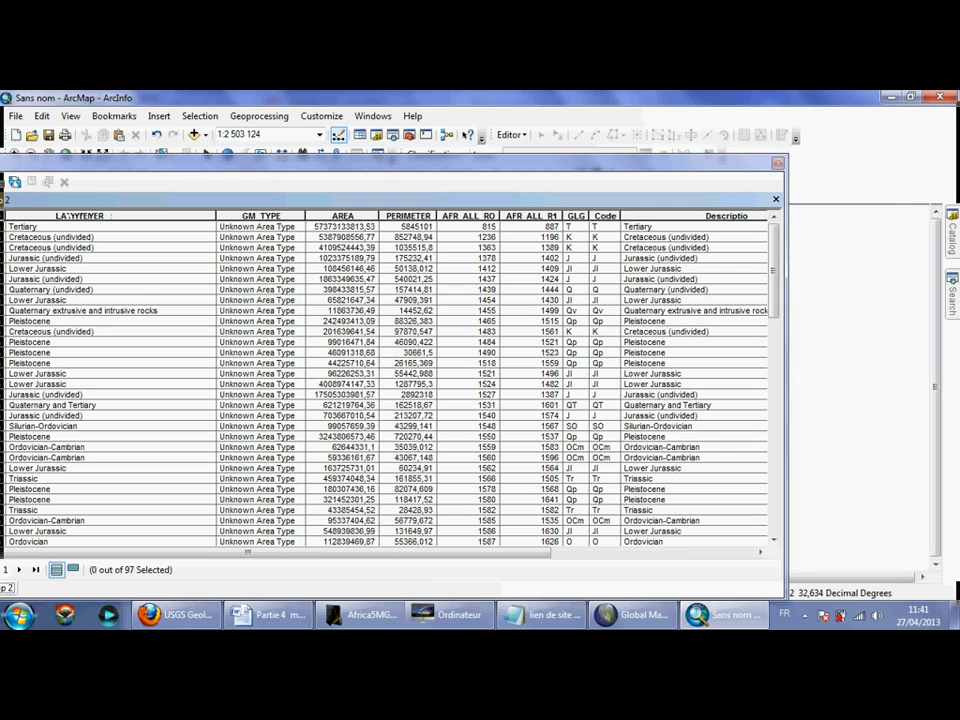 Sans nom - ArcMap - ArcInfo
File Edit View Bookmarks Insert Selection Geoprocessing Customize Windows Help
1:2 503 124 Editor
2
GM_TYPE AREA PERIMETER AFR_ALL_RO AFR_ALL_R1 GLG Code Descriptio
Tertiary Unknown Area Type 57373133813,53 5845101 815 887 T T Tertiary
Cretaceous (undivided) Unknown Area Type 5387908556,77 852748,94 1236 1196 K K Cretaceous (undivided)
Cretaceous (undivided) Unknown Area Type 4109524443,39 1035515,8 1363 1389 K K Cretaceous (undivided)
Jurassic (undivided) Unknown Area Type 1023375189,79 175232,41 1378 1402 J J Jurassic (undivided)
Lower Jurassic Unknown Area Type 108456146,46 50138,012 1412 1409 Jl Jl Lower Jurassic
Jurassic (undivided) Unknown Area Type 1863349635,47 540021,25 1437 1424 J J Jurassic (undivided)
Quaternary (undivided) Unknown Area Type 398433815,57 157414,81 1439 1444 Q Q Quaternary (undivided)
Lower Jurassic Unknown Area Type 65821647,34 47909,391 1454 1430 Jl Jl Lower Jurassic
Quaternary extrusive and intrusive rocks Unknown Area Type 11863736,49 14452,62 1455 1499 Qv Qv Quaternary extrusive and intrusive rock
Pleistocene Unknown Area Type 242493413,09 88326,383 1465 1515 Qp Qp Pleistocene
Cretaceous (undivided) Unknown Area Type 201639641,54 97870,547 1483 1561 K K Cretaceous (undivided)
Pleistocene Unknown Area Type 99016471,84 46090,422 1484 1521 Qp Qp Pleistocene
Pleistocene Unknown Area Type 46091318,68 30661,5 1490 1523 Qp Qp Pleistocene
Pleistocene Unknown Area Type 44225710,64 26165,369 1518 1559 Qp Qp Pleistocene
Lower Jurassic Unknown Area Type 96226253,31 55442,988 1521 1496 Jl Jl Lower Jurassic
Lower Jurassic Unknown Area Type 4008974147,33 1287795,3 1524 1482 Jl Jl Lower Jurassic
Jurassic (undivided) Unknown Area Type 17505303981,57 2892318 1527 1387 J J Jurassic (undivided)
Quaternary and Tertiary Unknown Area Type 621219764,36 162518,67 1531 1601 QT QT Quaternary and Tertiary
Jurassic (undivided) Unknown Area Type 703667010,54 213207,72 1540 1574 J J Jurassic (undivided)
Silurian-Ordovician Unknown Area Type 99057659,39 43299,141 1548 1567 SO SO Silurian-Ordovician
Pleistocene Unknown Area Type 3243806573,46 720270,44 1550 1537 Qp Qp Pleistocene
Ordovician-Cambrian Unknown Area Type 62644331,1 35039,012 1559 1583 OCm OCm Ordovician-Cambrian
Ordovician-Cambrian Unknown Area Type 59336161,67 43067,148 1560 1596 OCm OCm Ordovician-Cambrian
Lower Jurassic Unknown Area Type 163725731,01 60234,91 1562 1564 Jl Jl Lower Jurassic
Triassic Unknown Area Type 459374048,34 161855,31 1566 1505 Tr Tr Triassic
Pleistocene Unknown Area Type 180307436,16 82074,609 1578 1568 Qp Qp Pleistocene
Pleistocene Unknown Area Type 321452301,25 118417,52 1580 1641 Qp Qp Pleistocene
Triassic Unknown Area Type 43385454,52 28428,93 1582 1582 Tr Tr Triassic
Ordovician-Cambrian Unknown Area Type 95337404,62 56779,672 1585 1535 OCm OCm Ordovician-Cambrian
Lower Jurassic Unknown Area Type 548939836,99 131649,97 1586 1630 Jl Jl Lower Jurassic
Ordovician Unknown Area Type 112839469,87 55366,012 1587 1626 O O Ordovician
Catalog
Search
1 (0 out of 97 Selected)
ap 2
2 32,634 Decimal Degrees
USGS Geol... Partie 4 m... Africa5MG... Ordinateur lien de site ... Global Ma... Sans nom ... FR 11:41
27/04/2013